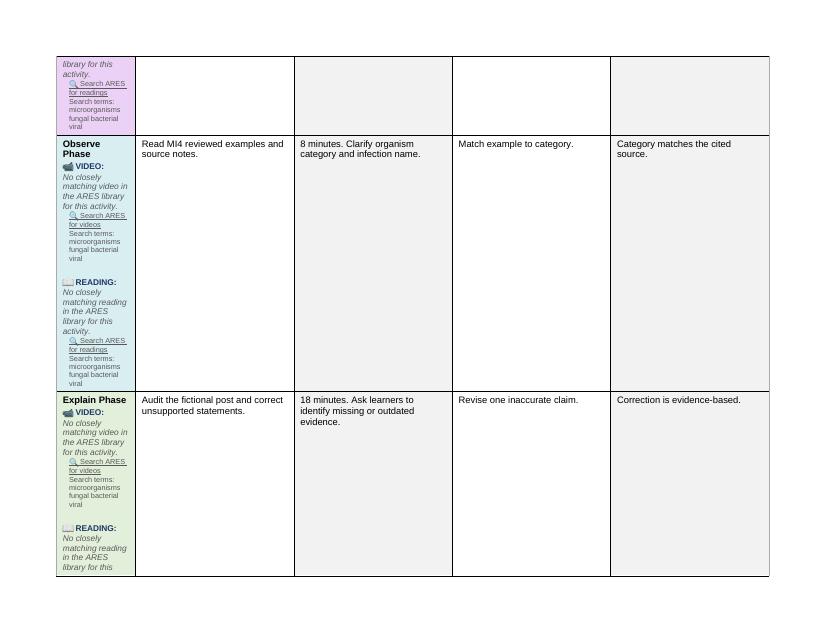 library for this
activity.
🔍 Search ARES
for readings
Search terms:
microorganisms
fungal bacterial
viral
Observe
Phase
📹 VIDEO:
No closely
matching video in
the ARES library
for this activity.
🔍 Search ARES
for videos
Search terms:
microorganisms
fungal bacterial
viral
📖 READING:
No closely
matching reading
in the ARES
library for this
activity.
🔍 Search ARES
for readings
Search terms:
microorganisms
fungal bacterial
viral
Read MI4 reviewed examples and
source notes.
8 minutes. Clarify organism
category and infection name.
Match example to category.
Category matches the cited
source.
Explain Phase
📹 VIDEO:
No closely
matching video in
the ARES library
for this activity.
🔍 Search ARES
for videos
Search terms:
microorganisms
fungal bacterial
viral
📖 READING:
No closely
matching reading
in the ARES
library for this
Audit the fictional post and correct
unsupported statements.
18 minutes. Ask learners to
identify missing or outdated
evidence.
Revise one inaccurate claim.
Correction is evidence-based.